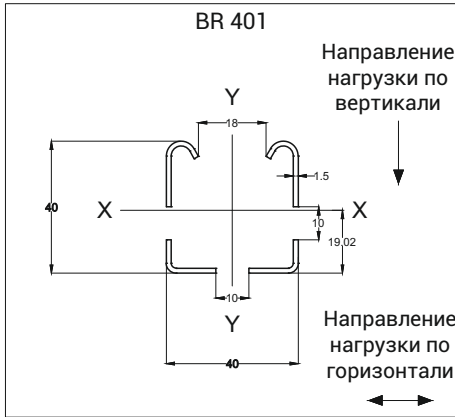 BR 401
Направление
нагрузки по
вертикали
Y
18
1.5
40
X
X
10
19.02
10
Y
40
Направление
нагрузки по
горизонтали